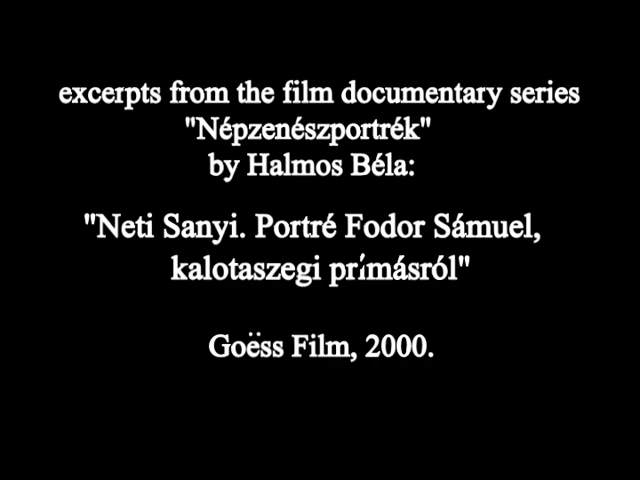 excerpts from the film documentary series
"Népzenészportrék"
by Halmos Béla:
"Neti Sanyi. Portré Fodor Sámuel,
kalotaszegi prímásról"
Goëss Film, 2000.